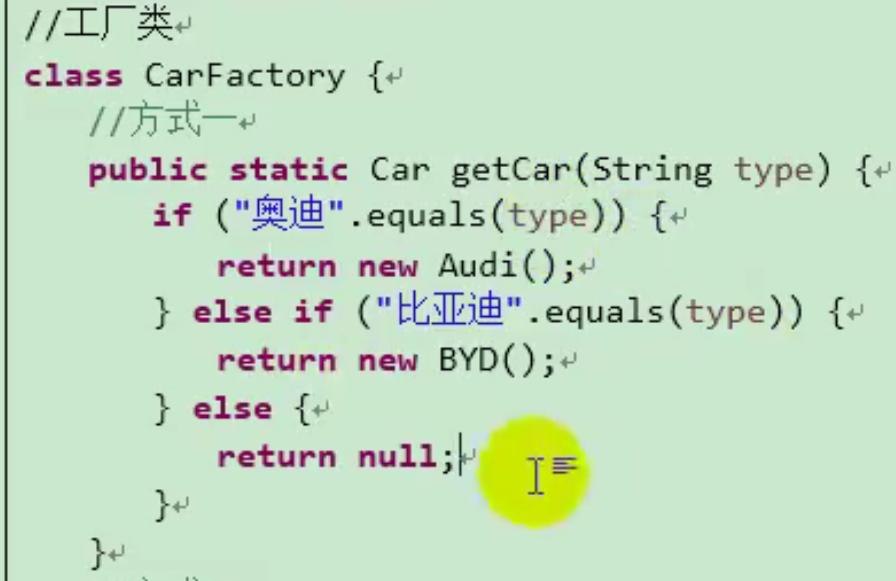 //工厂类
class CarFactory {
//方式一
public static Car getCar(String type) {
if ("奥迪".equals(type)) {
return new Audi();
} else if ("比亚迪".equals(type)) {
return new BYD();
} else {
return null;
}
}